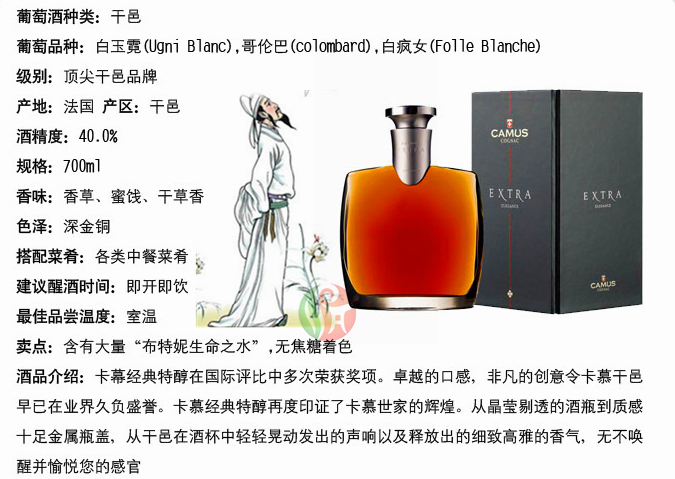 葡萄酒种类：干邑
葡萄品种：白玉霓(Ugni Blanc),哥伦巴(colombard),白疯女(Folle Blanche)
级别：顶尖干邑品牌
产地：法国 产区：干邑
酒精度：40.0%
规格：700ml
香味：香草、蜜饯、干草香
色泽：深金铜
搭配菜肴：各类中餐菜肴
建议醒酒时间：即开即饮
最佳品尝温度：室温
卖点：含有大量“布特妮生命之水”,无焦糖着色
酒品介绍：卡幕经典特醇在国际评比中多次荣获奖项。卓越的口感，非凡的创意令卡慕干邑
早已在业界久负盛誉。卡慕经典特醇再度印证了卡慕世家的辉煌。从晶莹剔透的酒瓶到质感
十足金属瓶盖，从干邑在酒杯中轻轻晃动发出的声响以及释放出的细致高雅的香气，无不唤
醒并愉悦您的感官
EXTRA
CAMUS
COGNAC
EXTRA
ELEGANCE
EXTRA
ELEGANCE
CAMUS
COGNAC